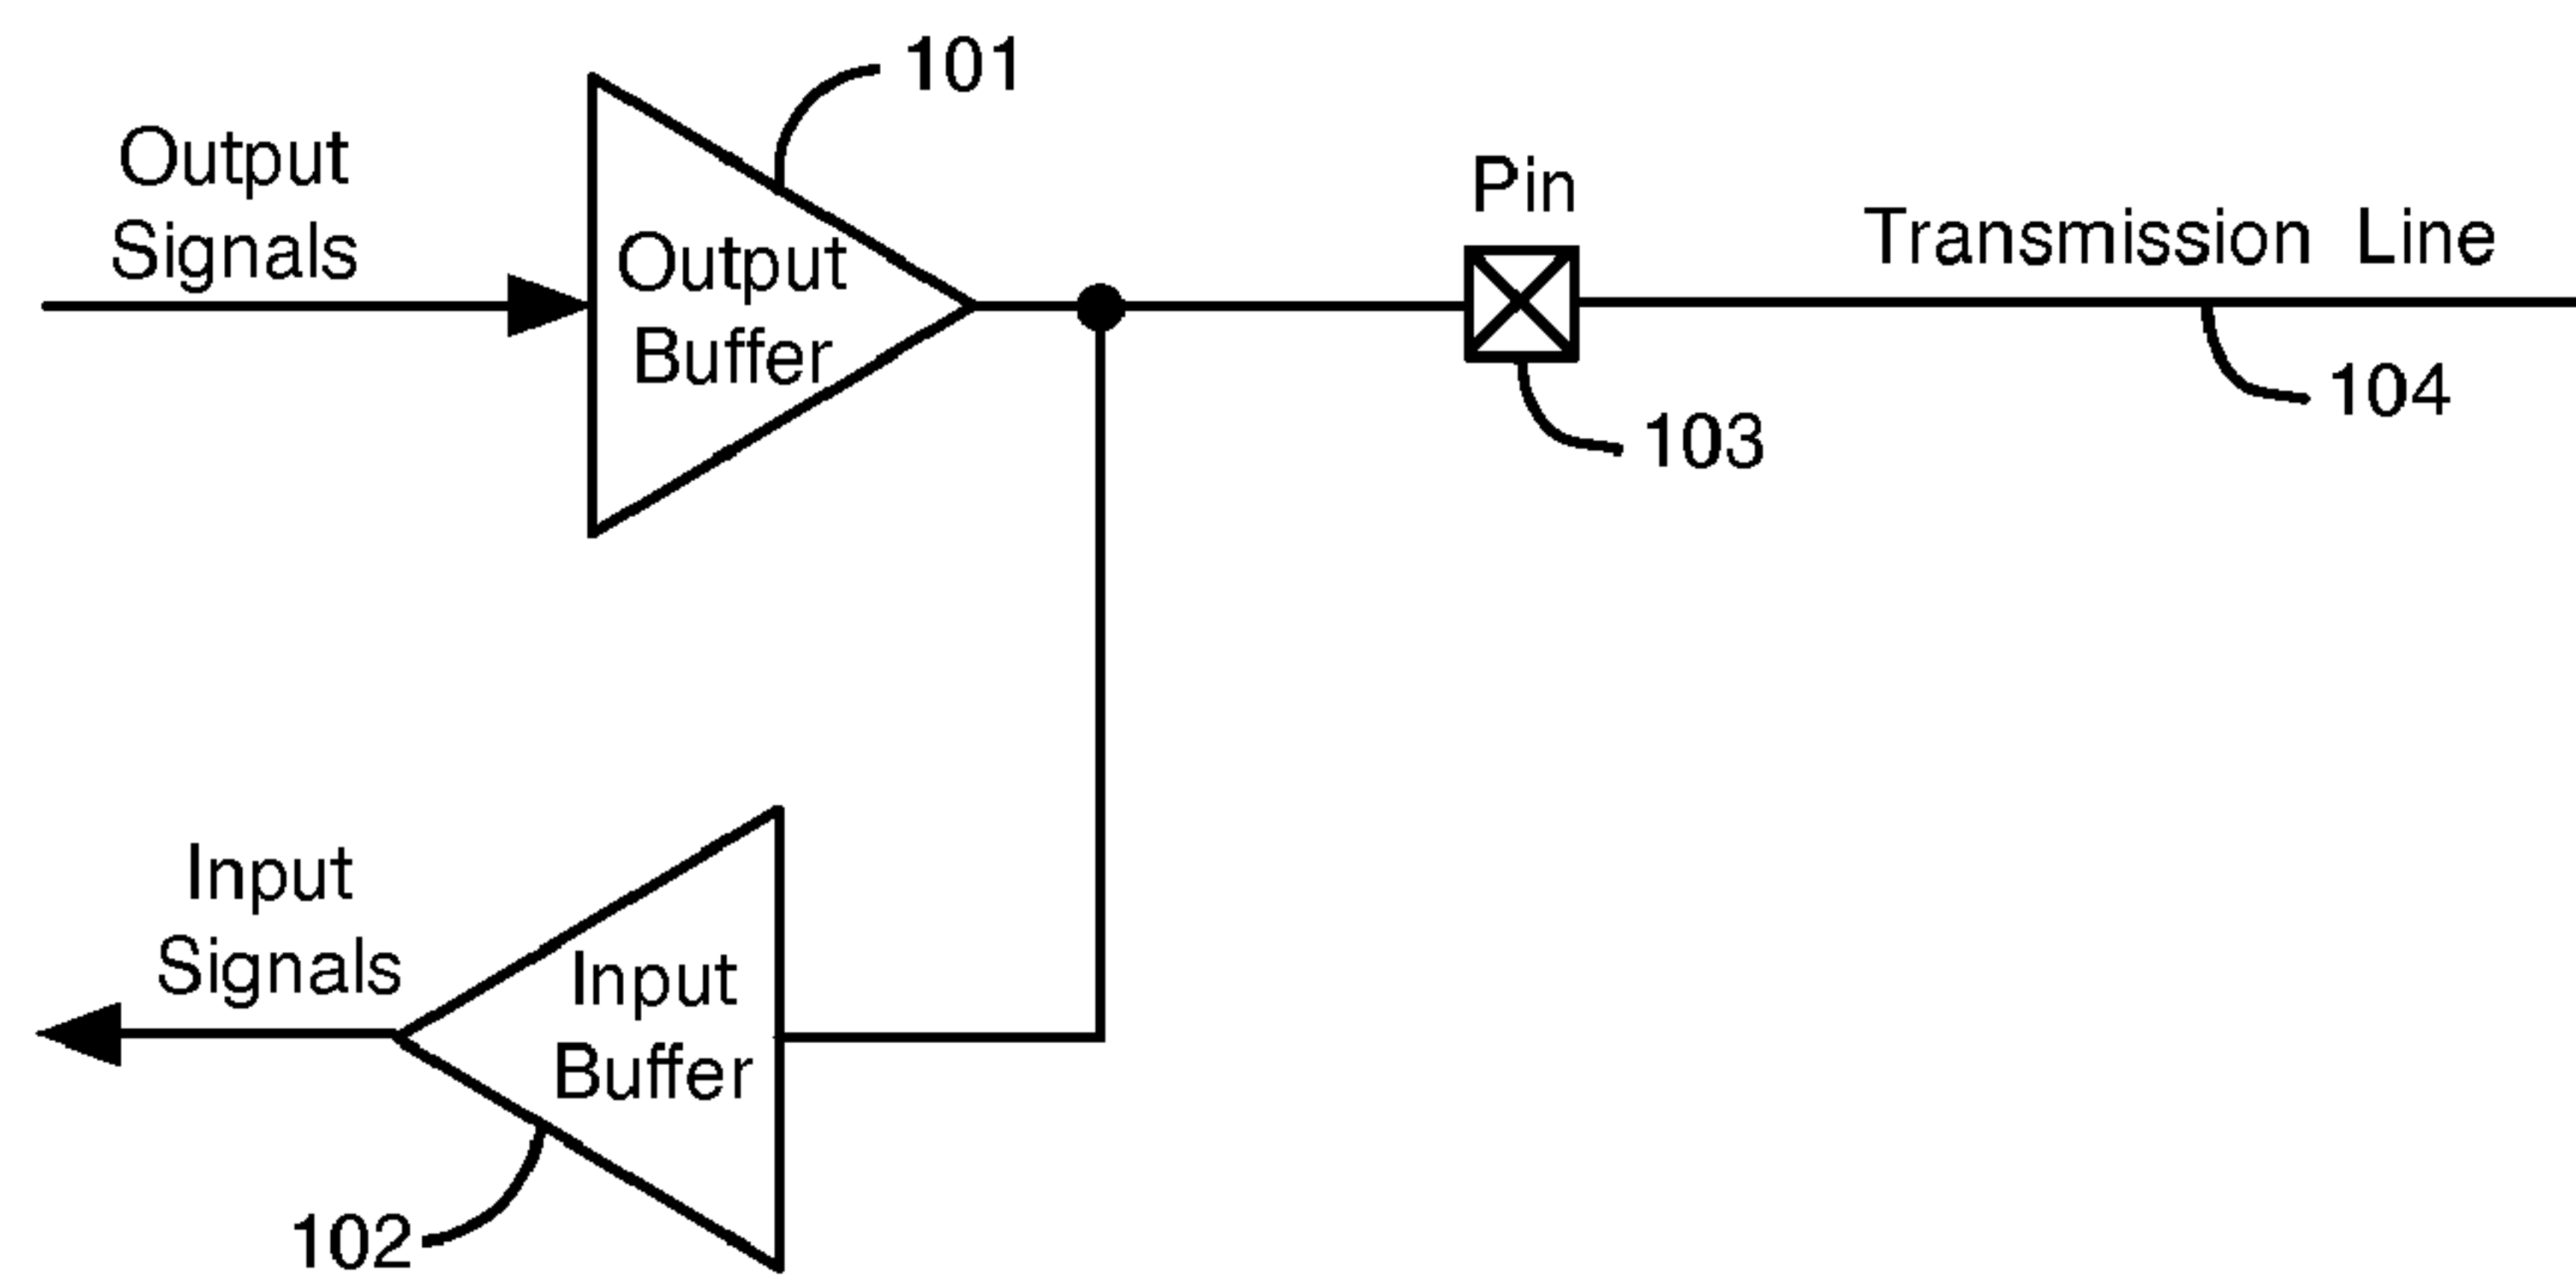 101
Output
Signals
Output
Buffer
Pin
103
Transmission Line
104
Input
Signals
Input
Buffer
102